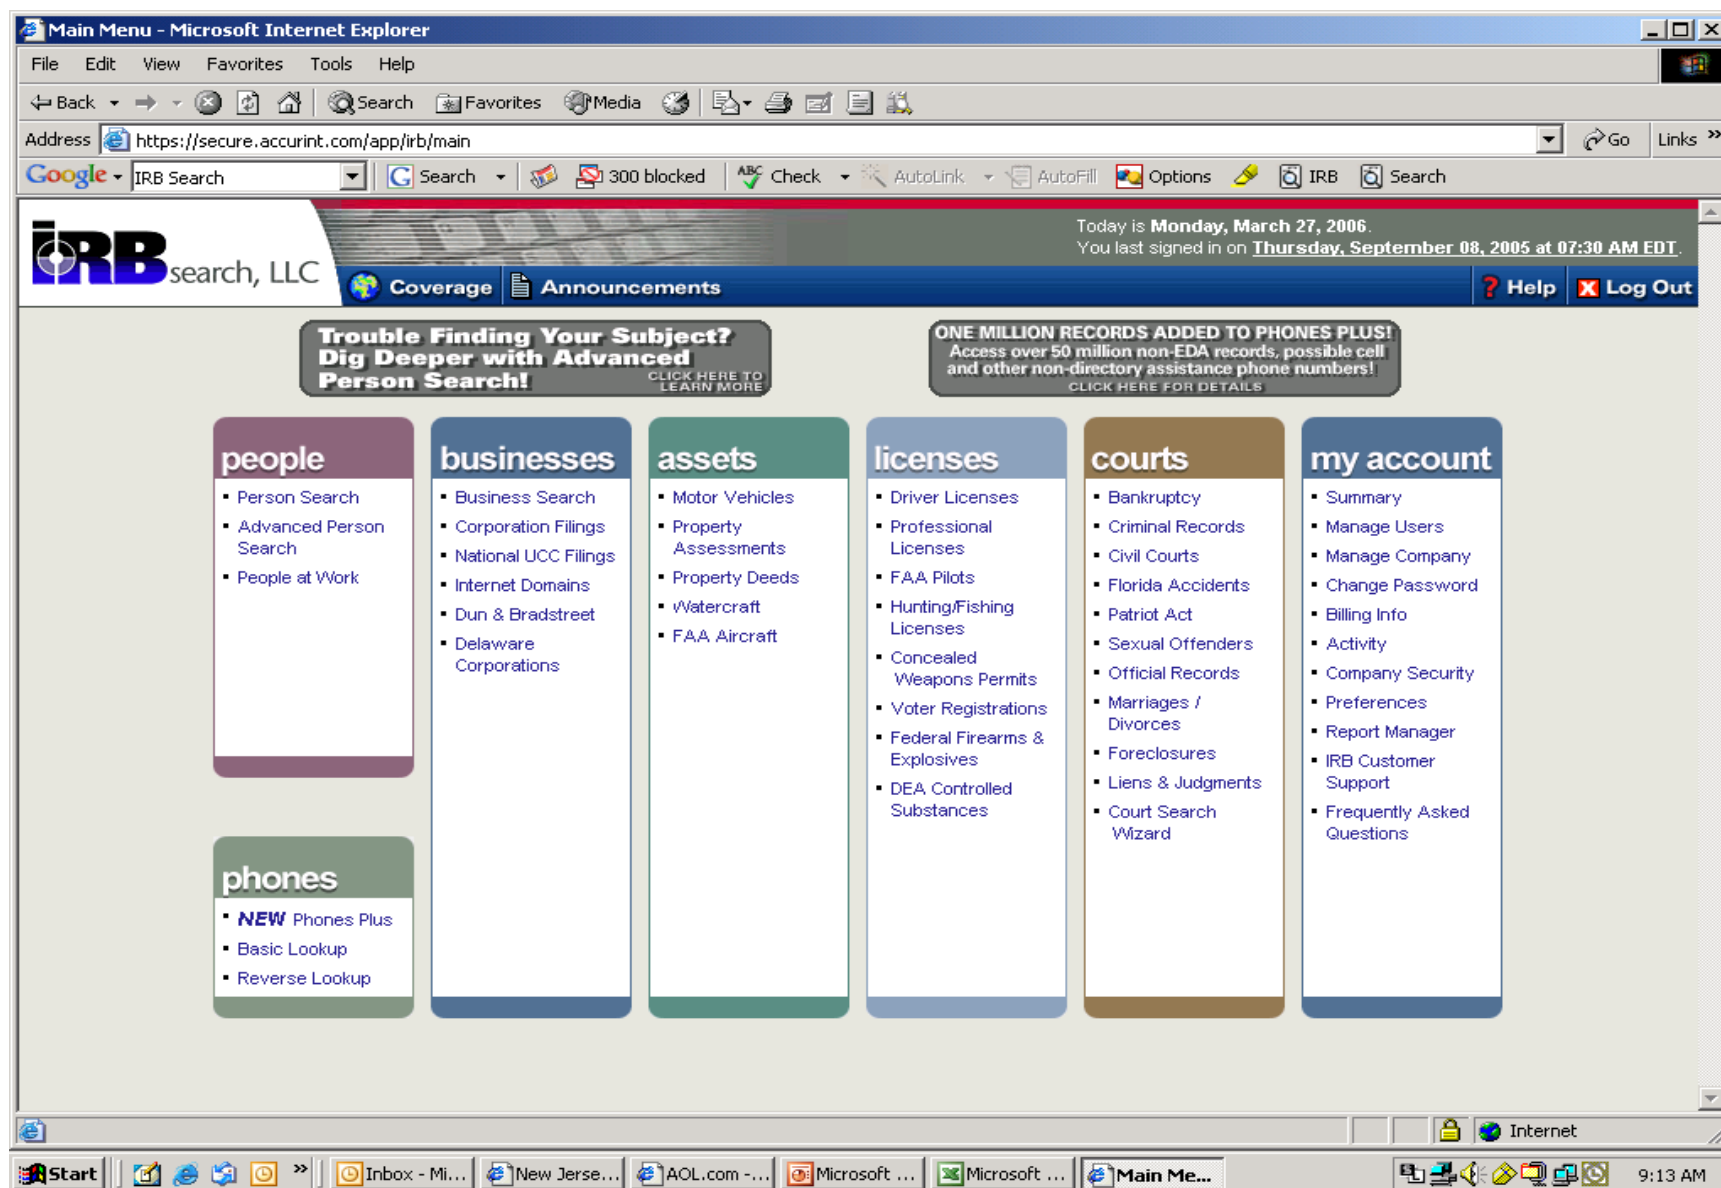 Main Menu - Microsoft Internet Explorer
File Edit View Favorites Tools Help
Back Search Favorites Media
Address https://secure.accurint.com/app/irb/main Go Links »
Google IRB Search Search 300 blocked ABC Check AutoLink AutoFill Options IRB Search
IRB search, LLC
Today is Monday, March 27, 2006.
You last signed in on Thursday, September 08, 2005 at 07:30 AM EDT.
Coverage Announcements ? Help X Log Out
Trouble Finding Your Subject?
Dig Deeper with Advanced
Person Search! CLICK HERE TO
LEARN MORE
ONE MILLION RECORDS ADDED TO PHONES PLUS!
Access over 50 million non-EDA records, possible cell
and other non-directory assistance phone numbers!
CLICK HERE FOR DETAILS
people
Person Search
Advanced Person
Search
People at Work
phones
NEW Phones Plus
Basic Lookup
Reverse Lookup
businesses
Business Search
Corporation Filings
National UCC Filings
Internet Domains
Dun & Bradstreet
Delaware
Corporations
assets
Motor Vehicles
Property
Assessments
Property Deeds
Watercraft
FAA Aircraft
licenses
Driver Licenses
Professional
Licenses
FAA Pilots
Hunting/Fishing
Licenses
Concealed
Weapons Permits
Voter Registrations
Federal Firearms &
Explosives
DEA Controlled
Substances
courts
Bankruptcy
Criminal Records
Civil Courts
Florida Accidents
Patriot Act
Sexual Offenders
Official Records
Marriages /
Divorces
Foreclosures
Liens & Judgments
Court Search
Wizard
my account
Summary
Manage Users
Manage Company
Change Password
Billing Info
Activity
Company Security
Preferences
Report Manager
IRB Customer
Support
Frequently Asked
Questions
Internet
Start » Inbox - Mi... New Jerse... AOL.com -... Microsoft ... Microsoft ... Main Me... 9:13 AM